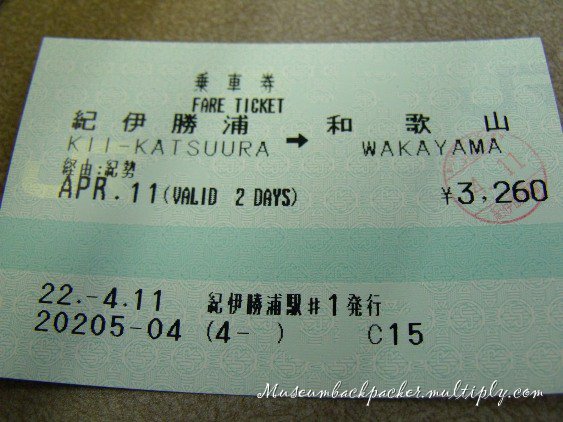 乗車券
FARE TICKET
紀伊勝浦 → 和歌山
KII-KATSUURA WAKAYAMA
経由:紀勢
APR. 11 (VALID 2 DAYS) ¥3,260
22.-4.11 紀伊勝浦駅#1発行
20205-04 (4- ) C15
Museumbackpacker.multiply.com